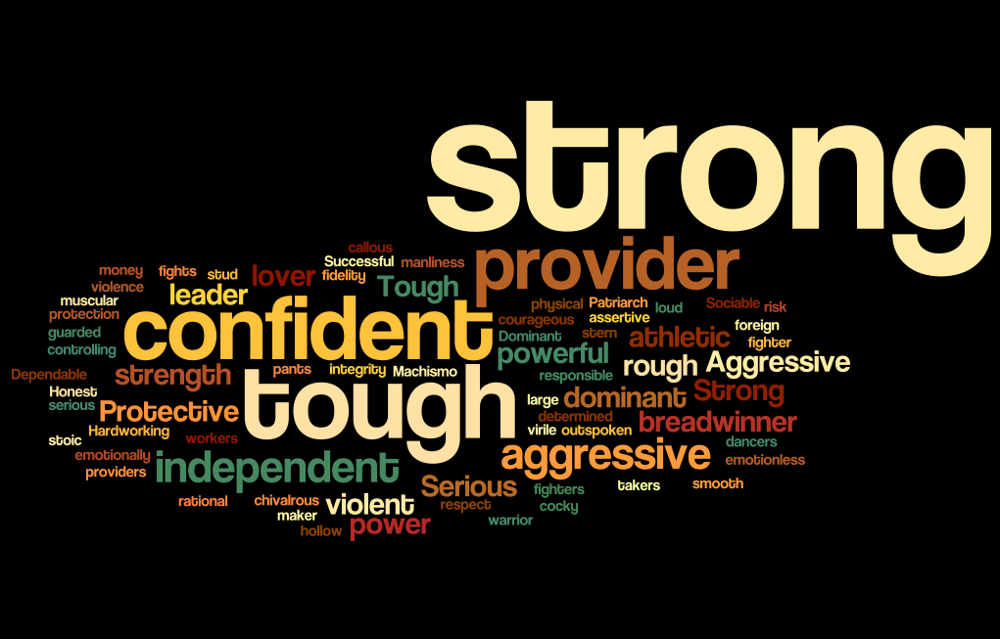 strong
callous
provider
Successful
manliness
money
fights
stud
lover
fidelity
Tough
violence
leader
muscular
physical
Patriarch
loud
Sociable
risk
confident
protection
courageous
assertive
foreign
guarded
Dominant
stern
athletic
fighter
controlling
powerful
rough
Aggressive
Dependable
strength
pants
integrity
Machismo
responsible
Honest
tough
large
dominant
Strong
serious
Protective
determined
breadwinner
Hardworking
virile
outspoken
stoic
workers
dancers
emotionally
independent
aggressive
emotionless
providers
Serious
fighters
takers
smooth
rational
chivalrous
violent
respect
cocky
maker
power
warrior
hollow